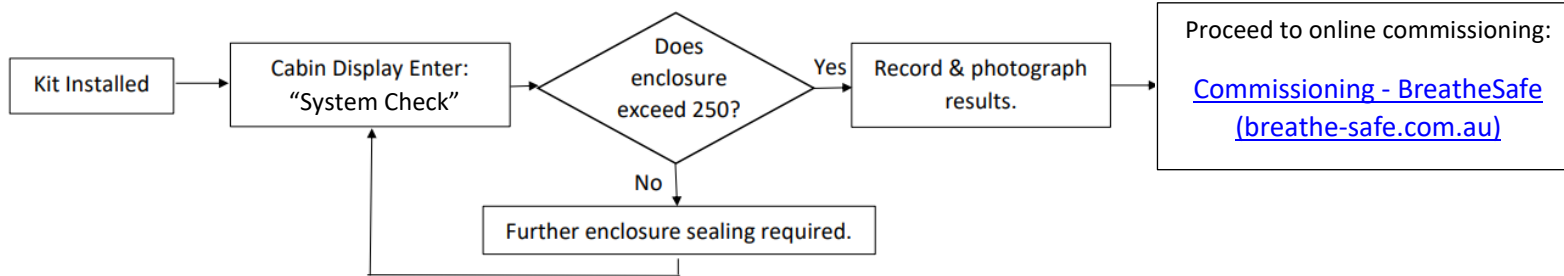 Kit Installed
Cabin Display Enter:
“System Check”
Does
enclosure
exceed 250?
Yes
Record & photograph
results.
Proceed to online commissioning:
Commissioning - BreatheSafe
(breathe-safe.com.au)
No
Further enclosure sealing required.